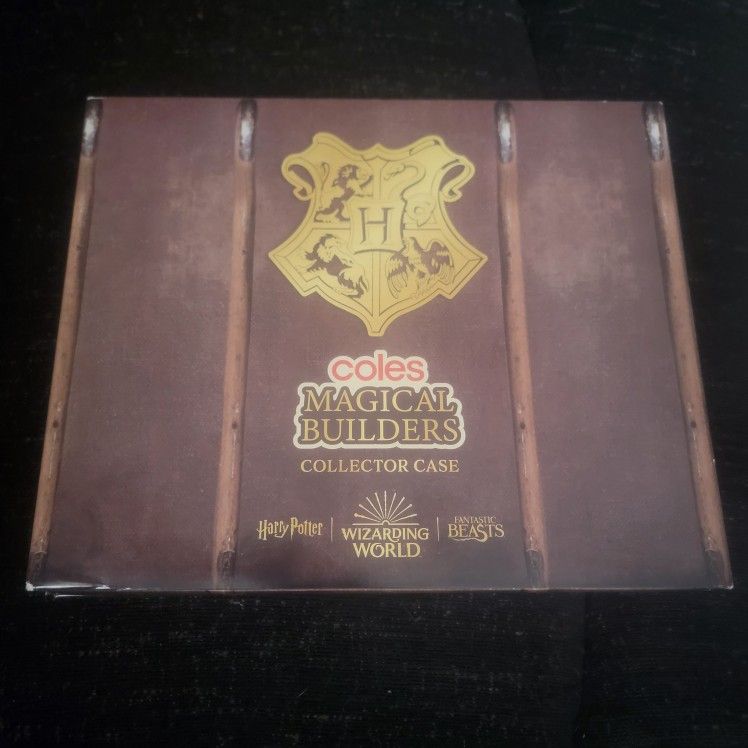 H
coles
MAGICAL
BUILDERS
COLLECTOR CASE
Harry Potter
WIZARDING
WORLD
FANTASTIC
BEASTS